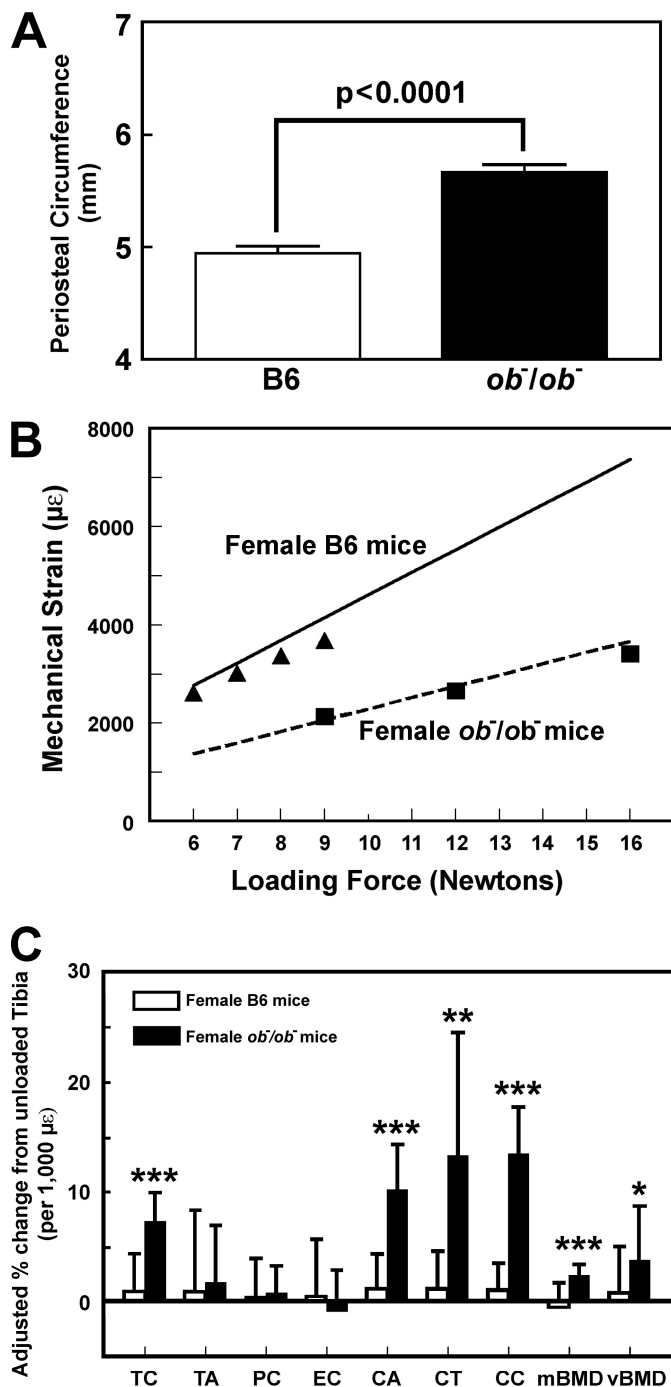 A
Periosteal Circumference
(mm)
7
6
5
4
p<0.0001
B6
ob⁻/ob⁻
B
Mechanical Strain (µε)
8000
6000
4000
2000
0
Female B6 mice
Female ob⁻/ob⁻ mice
6 7 8 9 10 11 12 13 14 15 16
Loading Force (Newtons)
C
Adjusted % change from unloaded Tibia
(per 1,000 µε)
30
20
10
0
Female B6 mice
Female ob⁻/ob⁻ mice
*** *** ** *** *** *
TC TA PC EC CA CT CC mBMD vBMD